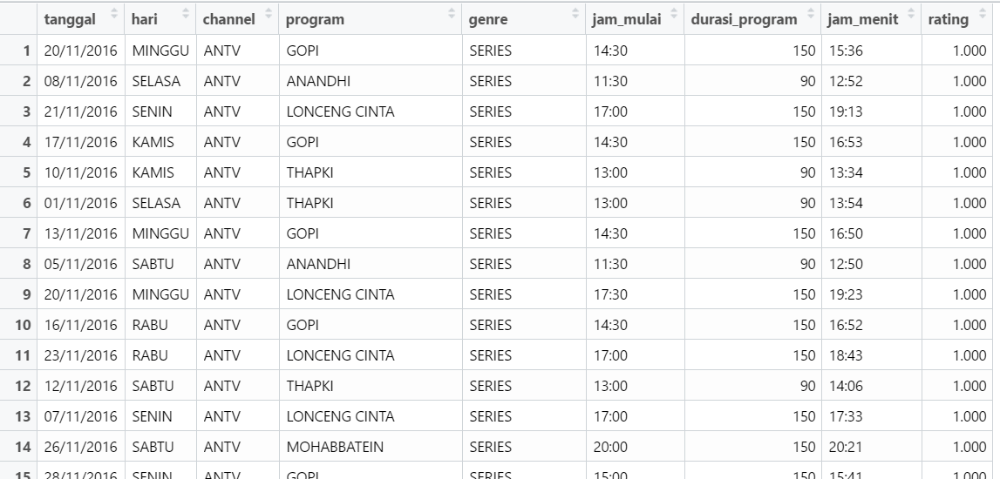 tanggal hari channel program genre jam_mulai durasi_program jam_menit rating
1 20/11/2016 MINGGU ANTV GOPI SERIES 14:30 150 15:36 1.000
2 08/11/2016 SELASA ANTV ANANDHI SERIES 11:30 90 12:52 1.000
3 21/11/2016 SENIN ANTV LONCENG CINTA SERIES 17:00 150 19:13 1.000
4 17/11/2016 KAMIS ANTV GOPI SERIES 14:30 150 16:53 1.000
5 10/11/2016 KAMIS ANTV THAPKI SERIES 13:00 90 13:34 1.000
6 01/11/2016 SELASA ANTV THAPKI SERIES 13:00 90 13:54 1.000
7 13/11/2016 MINGGU ANTV GOPI SERIES 14:30 150 16:50 1.000
8 05/11/2016 SABTU ANTV ANANDHI SERIES 11:30 90 12:50 1.000
9 20/11/2016 MINGGU ANTV LONCENG CINTA SERIES 17:30 150 19:23 1.000
10 16/11/2016 RABU ANTV GOPI SERIES 14:30 150 16:52 1.000
11 23/11/2016 RABU ANTV LONCENG CINTA SERIES 17:00 150 18:43 1.000
12 12/11/2016 SABTU ANTV THAPKI SERIES 13:00 90 14:06 1.000
13 07/11/2016 SENIN ANTV LONCENG CINTA SERIES 17:00 150 17:33 1.000
14 26/11/2016 SABTU ANTV MOHABBATEIN SERIES 20:00 150 20:21 1.000
15 28/11/2016 SENIN ANTV GOPI SERIES 15:00 150 15:41 1.000